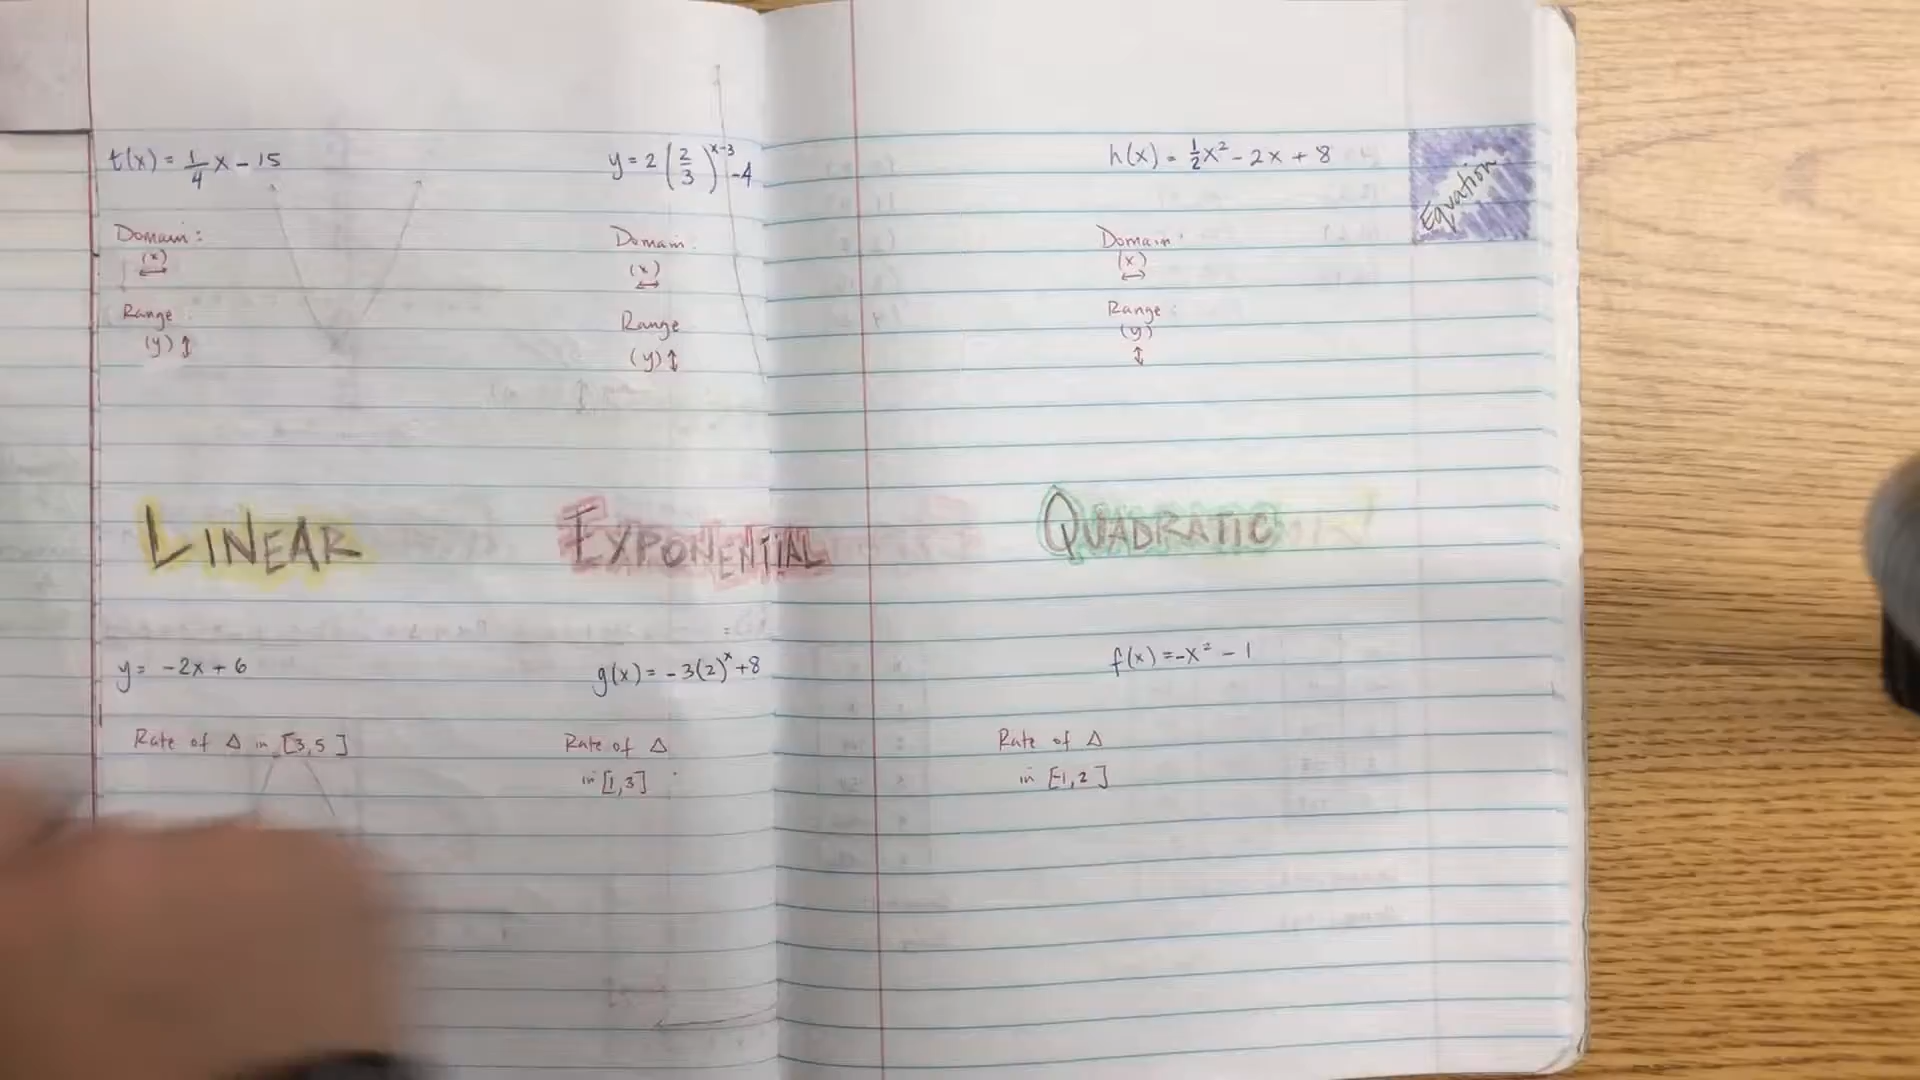 t(x) = 1/4 x - 15
Domain:
(x)
↔
Range:
(y) ↕
y = 2 (2/3)^x-3 - 4
Domain:
(x)
↔
Range
(y) ↕
h(x) = 1/2 x² - 2x + 8
Domain:
(x)
↔
Range:
(y)
↕
Equation
LINEAR
EXPONENTIAL
QUADRATIC
y = -2x + 6
Rate of Δ in [3,5]
g(x) = -3(2)^x + 8
Rate of Δ
in [1,3]
f(x) = -x² - 1
Rate of Δ
in [-1,2]